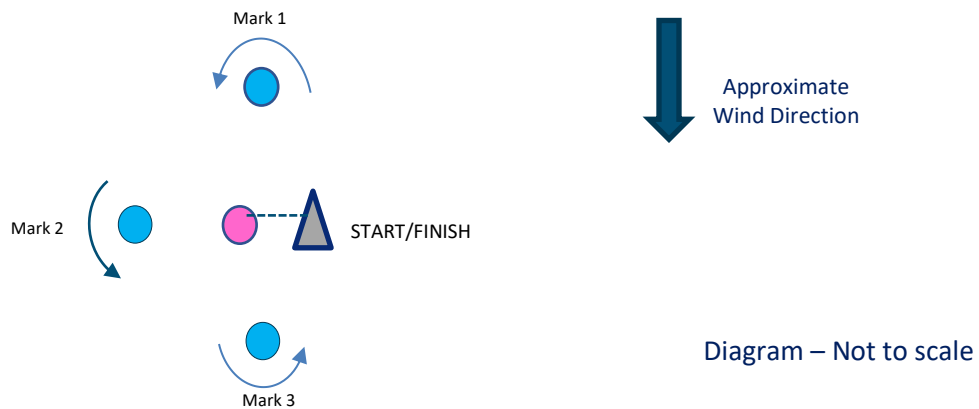 Mark 1
Approximate
Wind Direction
Mark 2
START/FINISH
Diagram – Not to scale
Mark 3